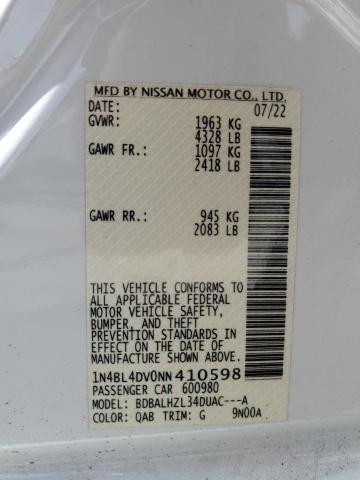 MFD BY NISSAN MOTOR CO., LTD.
DATE: 07/22
GVWR: 1963 KG
4328 LB
GAWR FR.: 1097 KG
2418 LB
GAWR RR.: 945 KG
2083 LB
THIS VEHICLE CONFORMS TO
ALL APPLICABLE FEDERAL
MOTOR VEHICLE SAFETY,
BUMPER, AND THEFT
PREVENTION STANDARDS IN
EFFECT ON THE DATE OF
MANUFACTURE SHOWN ABOVE.
1N4BL4DV0NN410598
PASSENGER CAR 600980
MODEL: BDBALHZL34DUAC---A
COLOR: QAB TRIM: G 9N00A